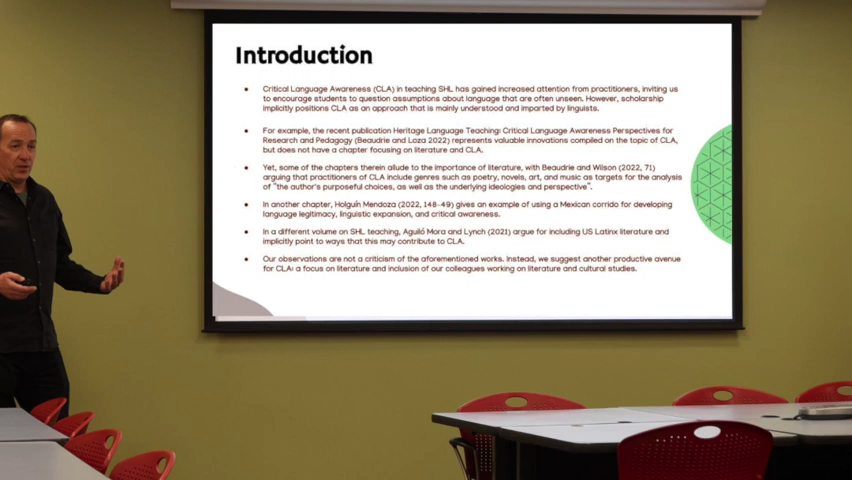 Introduction
• Critical Language Awareness (CLA) in teaching SHL has gained increased attention from practitioners, inviting us
to encourage students to question assumptions about language that are often unseen. However, scholarship
implicitly positions CLA as an approach that is mainly understood and imparted by linguists.
• For example, the recent publication Heritage Language Teaching: Critical Language Awareness Perspectives for
Research and Pedagogy (Beaudrie and Loza 2022) represents valuable innovations compiled on the topic of CLA,
but does not have a chapter focusing on literature and CLA.
• Yet, some of the chapters therein allude to the importance of literature, with Beaudrie and Wilson (2022, 71)
arguing that practitioners of CLA include genres such as poetry, novels, art, and music as targets for the analysis
of "the author's purposeful choices, as well as the underlying ideologies and perspective".
• In another chapter, Holguín Mendoza (2022, 148-49) gives an example of using a Mexican corrido for developing
language legitimacy, linguistic expansion, and critical awareness.
• In a different volume on SHL teaching, Aguiló Mora and Lynch (2021) argue for including US Latinx literature and
implicitly point to ways that this may contribute to CLA.
• Our observations are not a criticism of the aforementioned works. Instead, we suggest another productive avenue
for CLA: a focus on literature and inclusion of our colleagues working on literature and cultural studies.